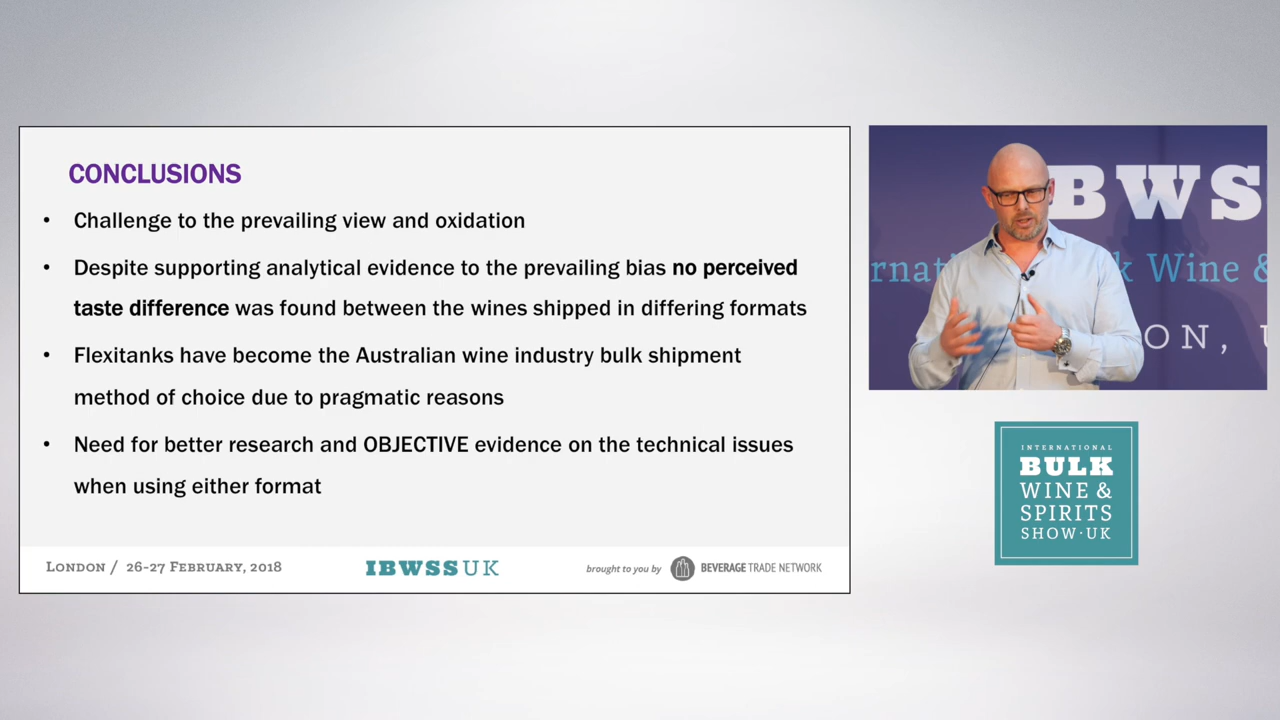 CONCLUSIONS
• Challenge to the prevailing view and oxidation
• Despite supporting analytical evidence to the prevailing bias no perceived
taste difference was found between the wines shipped in differing formats
• Flexitanks have become the Australian wine industry bulk shipment
method of choice due to pragmatic reasons
• Need for better research and OBJECTIVE evidence on the technical issues
when using either format
LONDON / 26-27 FEBRUARY, 2018
IBWSS UK
brought to you by BEVERAGE TRADE NETWORK
BWS
rnat k Wine &
ON, U
INTERNATIONAL
BULK
WINE &
SPIRITS
SHOW·UK